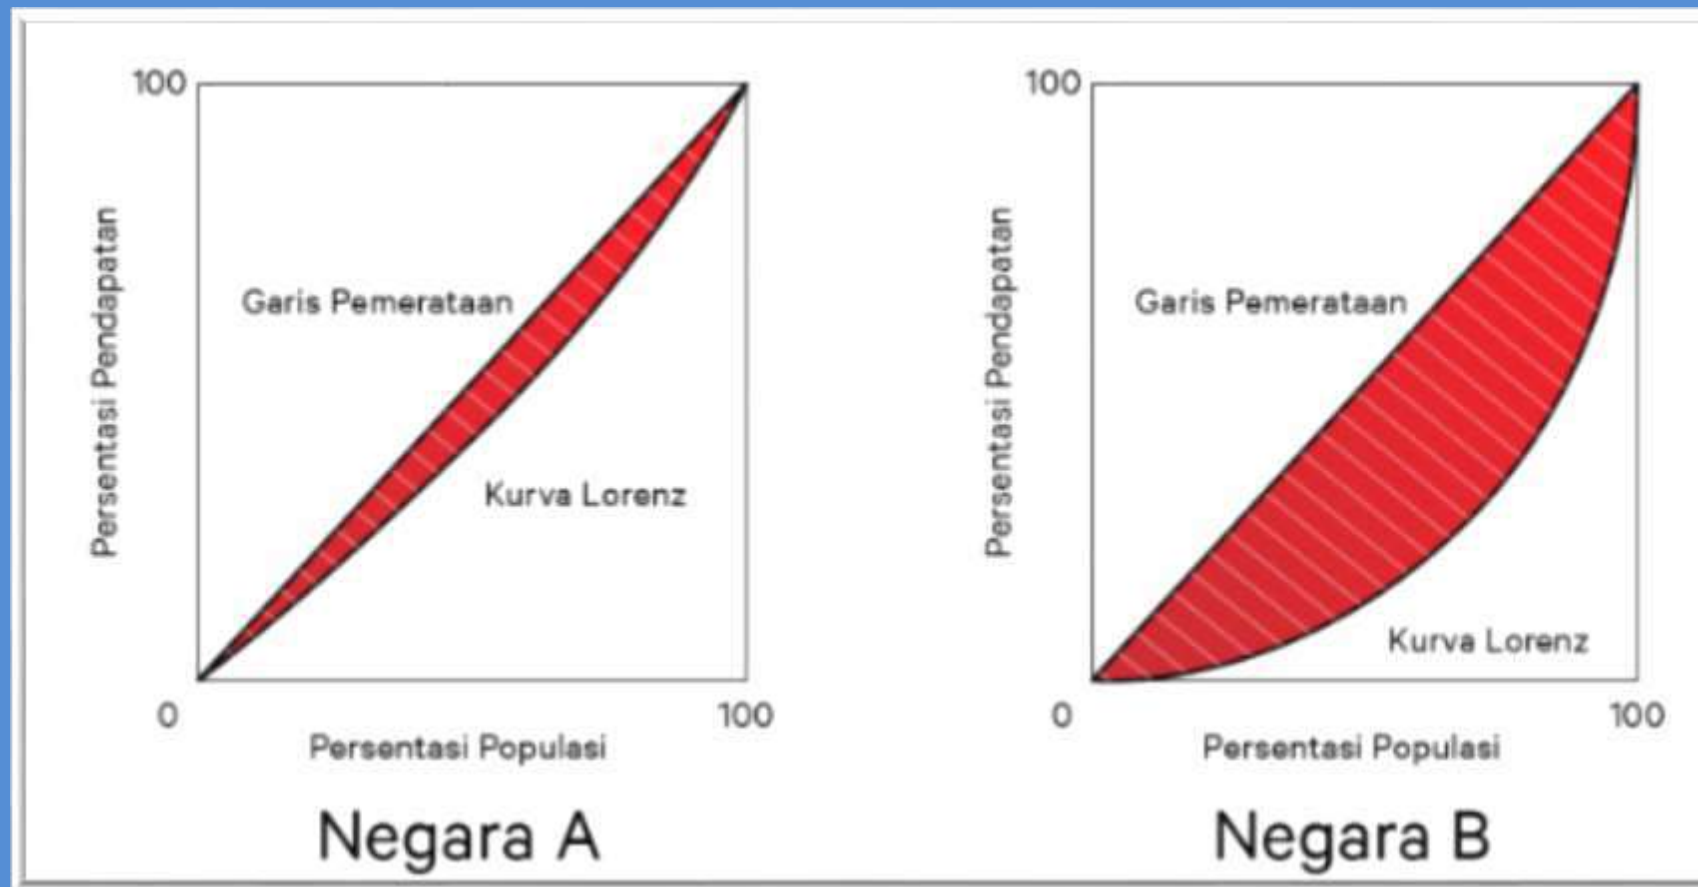 100
Persentasi Pendapatan
Garis Pemerataan
Kurva Lorenz
0
100
Persentasi Populasi
Negara A
100
Persentasi Pendapatan
Garis Pemerataan
Kurva Lorenz
0
100
Persentasi Populasi
Negara B